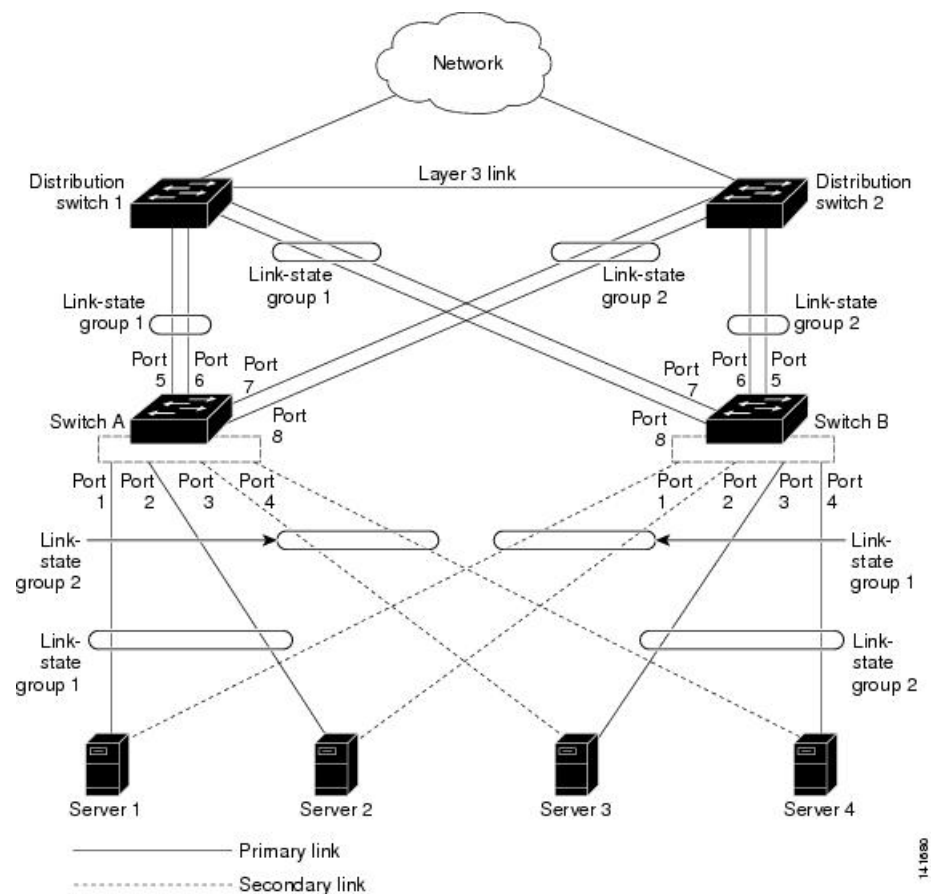 Network
Layer 3 link
Distribution
switch 1
Distribution
switch 2
Link-state
group 1
Link-state
group 1
Link-state
group 2
Link-state
group 2
Port
5
Port
6
Port
7
Port
8
Port
7
Port
6
Port
5
Port
8
Switch A
Switch B
Port
1
Port
2
Port
3
Port
4
Port
1
Port
2
Port
3
Port
4
Link-
state
group 2
Link-
state
group 1
Link-
state
group 1
Link-
state
group 2
Server 1
Server 2
Server 3
Server 4
Primary link
Secondary link
141680